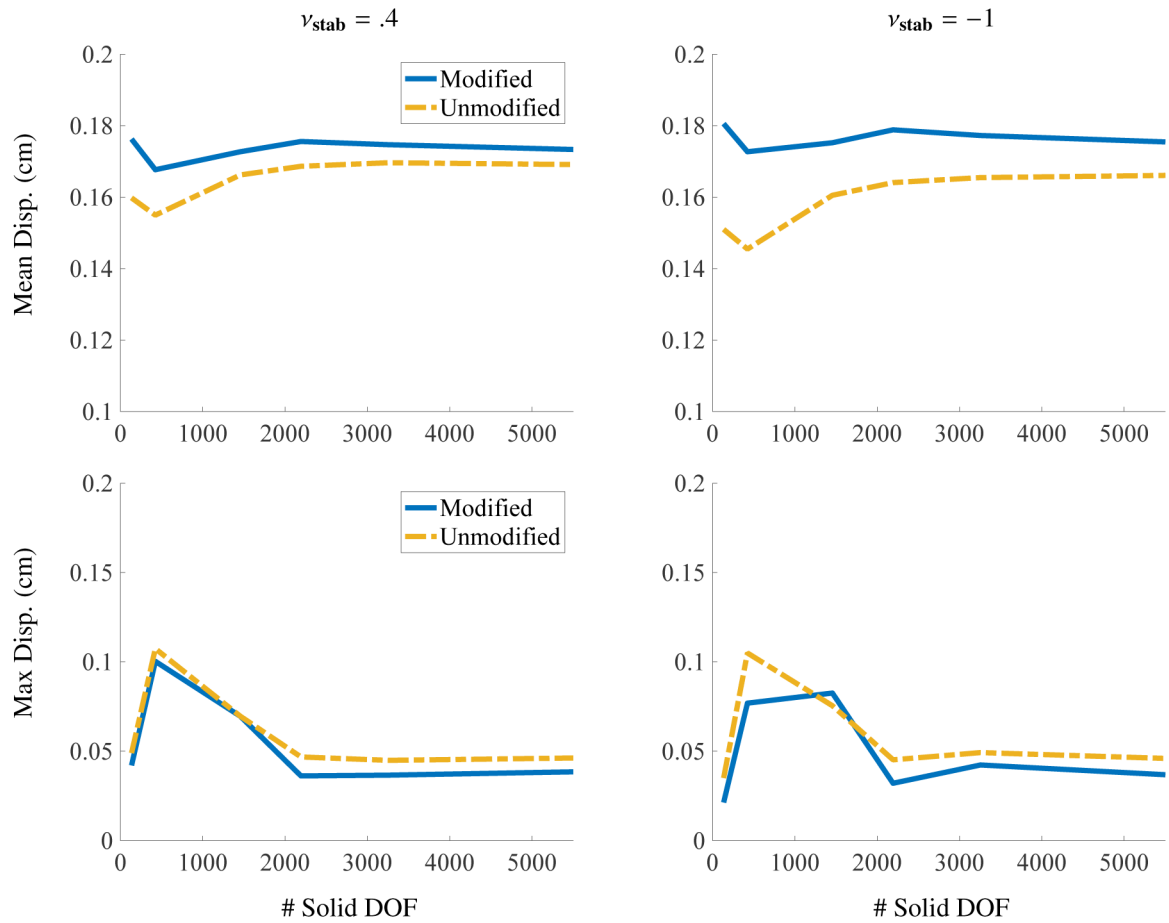 ν_stab = .4
ν_stab = −1
Mean Disp. (cm)
0.2
0.18
0.16
0.14
0.12
0.1
0 1000 2000 3000 4000 5000
Modified
Unmodified
0.2
0.18
0.16
0.14
0.12
0.1
0 1000 2000 3000 4000 5000
Max Disp. (cm)
0.2
0.15
0.1
0.05
0
0 1000 2000 3000 4000 5000
Modified
Unmodified
# Solid DOF
0.2
0.15
0.1
0.05
0
0 1000 2000 3000 4000 5000
# Solid DOF